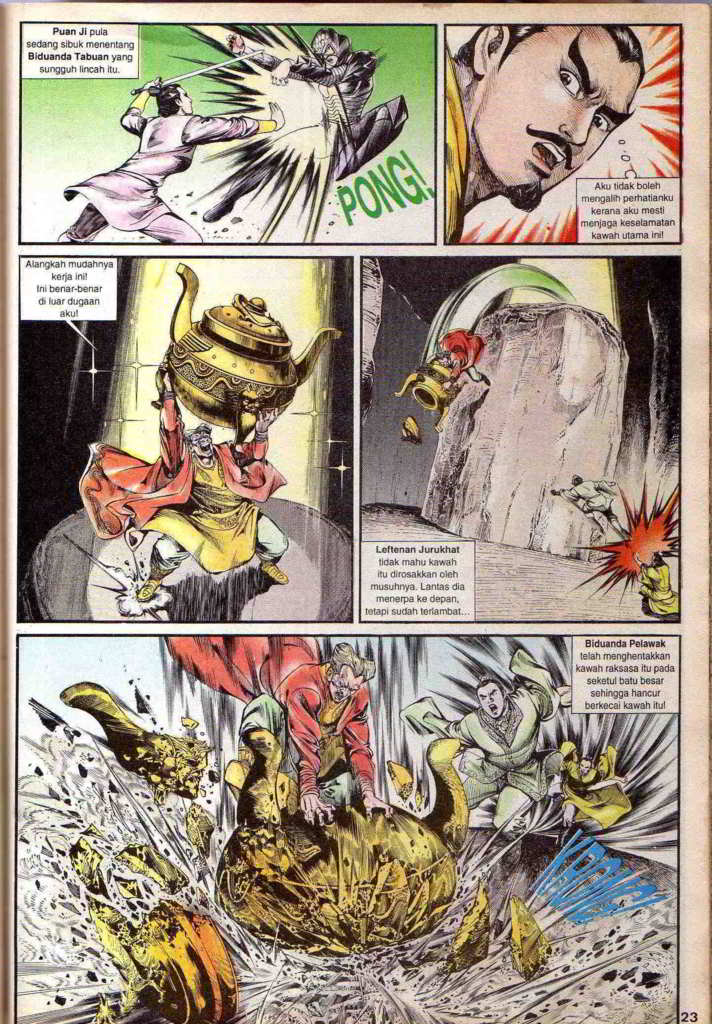 Puan Ji pula
sedang sibuk menentang
Biduanda Tabuan yang
sungguh lincah itu.
PONG!
Aku tidak boleh
mengalih perhatianku
kerana aku mesti
menjaga keselamatan
kawah utama ini!
Alangkah mudahnya
kerja ini!
Ini benar-benar
di luar dugaan
aku!
Leftenan Jurukhat
tidak mahu kawah
itu dirosakkan oleh
musuhnya. Lantas dia
menerpa ke depan,
tetapi sudah terlambat...
Biduanda Pelawak
telah menghentakkan
kawah raksasa itu pada
seketul batu besar
sehingga hancur
berkecai kawah itu!
23